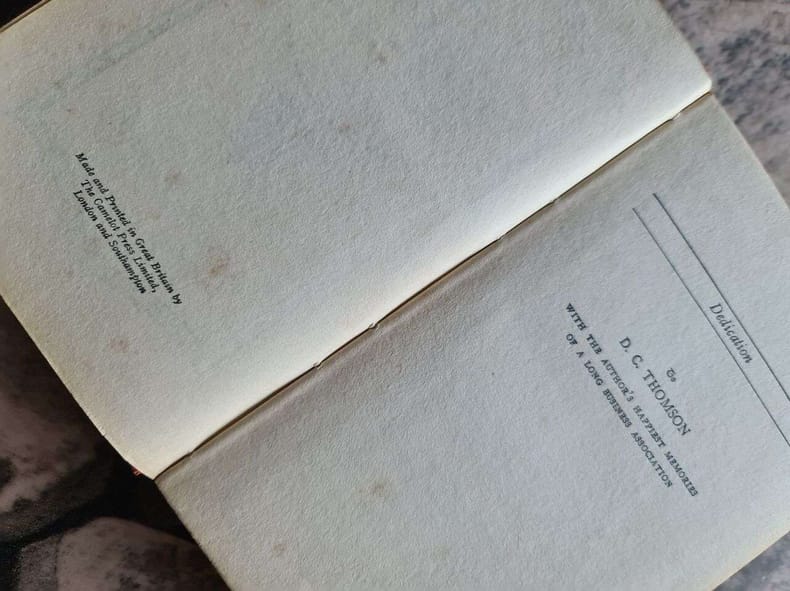 Made and Printed in Great Britain by
The Camelot Press Limited,
London and Southampton
Dedication
To
D. C. THOMSON
WITH THE AUTHOR'S HAPPIEST MEMORIES
OF A LONG BUSINESS ASSOCIATION